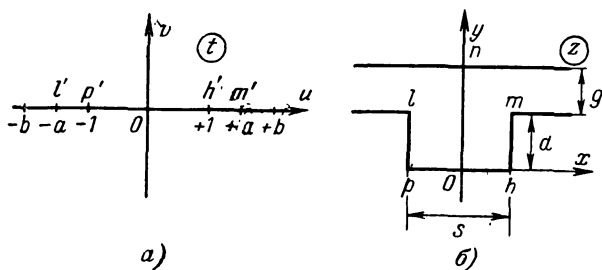 v
t
l' p' h' m' u
-b -a -1 0 +1 +a +b
а)
y z
n
l m g
d
x
p 0 h
s
б)